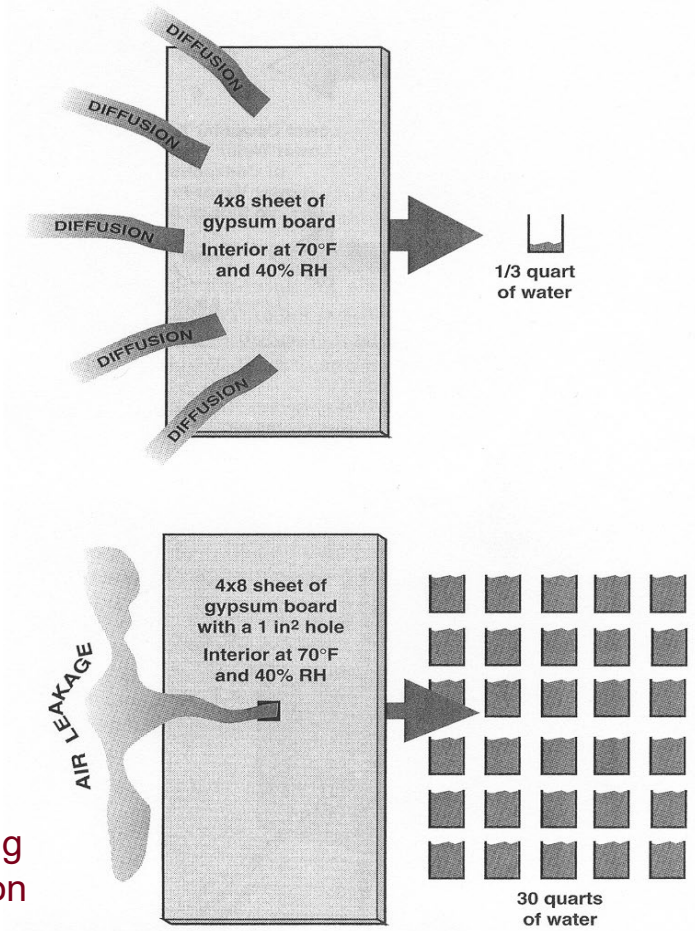 DIFFUSION
DIFFUSION
DIFFUSION
DIFFUSION
DIFFUSION
4x8 sheet of
gypsum board
Interior at 70°F
and 40% RH
1/3 quart
of water
AIR LEAKAGE
4x8 sheet of
gypsum board
with a 1 in² hole
Interior at 70°F
and 40% RH
30 quarts
of water
ng
on